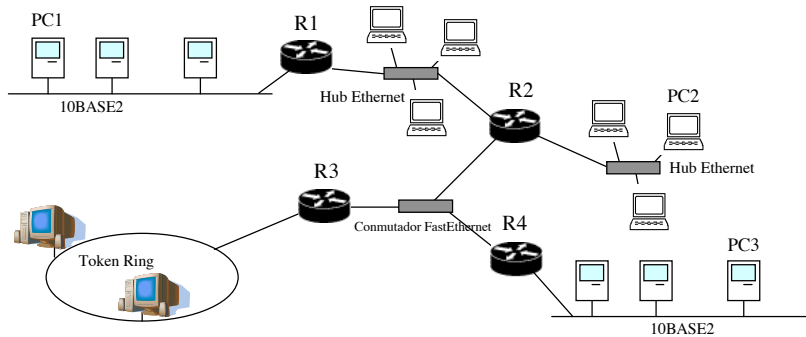 PC1
R1
10BASE2
Hub Ethernet
R2
PC2
Hub Ethernet
R3
Conmutador FastEthernet
R4
Token Ring
PC3
10BASE2